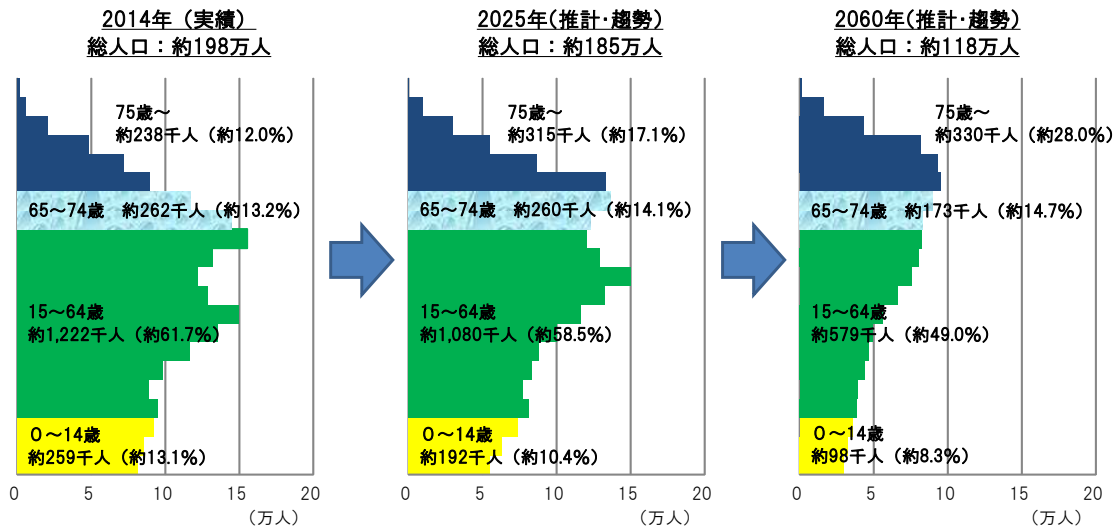 2014年（実績）
総人口：約198万人
75歳～
約238千人（約12.0%）
65～74歳　約262千人（約13.2%）
15～64歳
約1,222千人（約61.7%）
０～14歳
約259千人（約13.1%）
0 5 10 15 20
（万人）
2025年（推計・趨勢）
総人口：約185万人
75歳～
約315千人（約17.1%）
65～74歳　約260千人（約14.1%）
15～64歳
約1,080千人（約58.5%）
０～14歳
約192千人（約10.4%）
0 5 10 15 20
（万人）
2060年（推計・趨勢）
総人口：約118万人
75歳～
約330千人（約28.0%）
65～74歳　約173千人（約14.7%）
15～64歳
約579千人（約49.0%）
０～14歳
約98千人（約8.3%）
0 5 10 15 20
（万人）